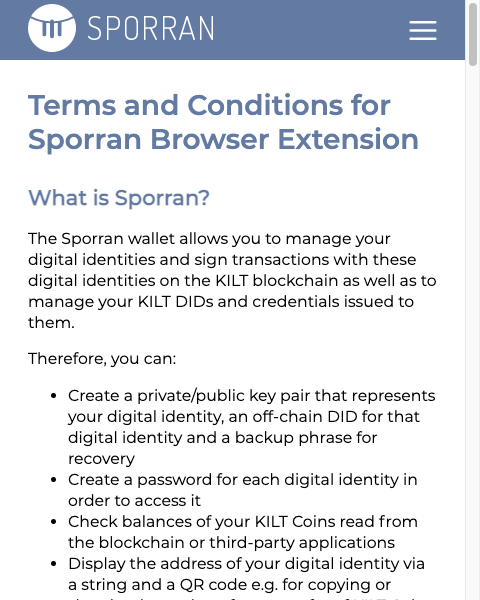 SPORRAN
Terms and Conditions for
Sporran Browser Extension
What is Sporran?
The Sporran wallet allows you to manage your
digital identities and sign transactions with these
digital identities on the KILT blockchain as well as to
manage your KILT DIDs and credentials issued to
them.
Therefore, you can:
• Create a private/public key pair that represents
your digital identity, an off-chain DID for that
digital identity and a backup phrase for
recovery
• Create a password for each digital identity in
order to access it
• Check balances of your KILT Coins read from
the blockchain or third-party applications
• Display the address of your digital identity via
a string and a QR code e.g. for copying or